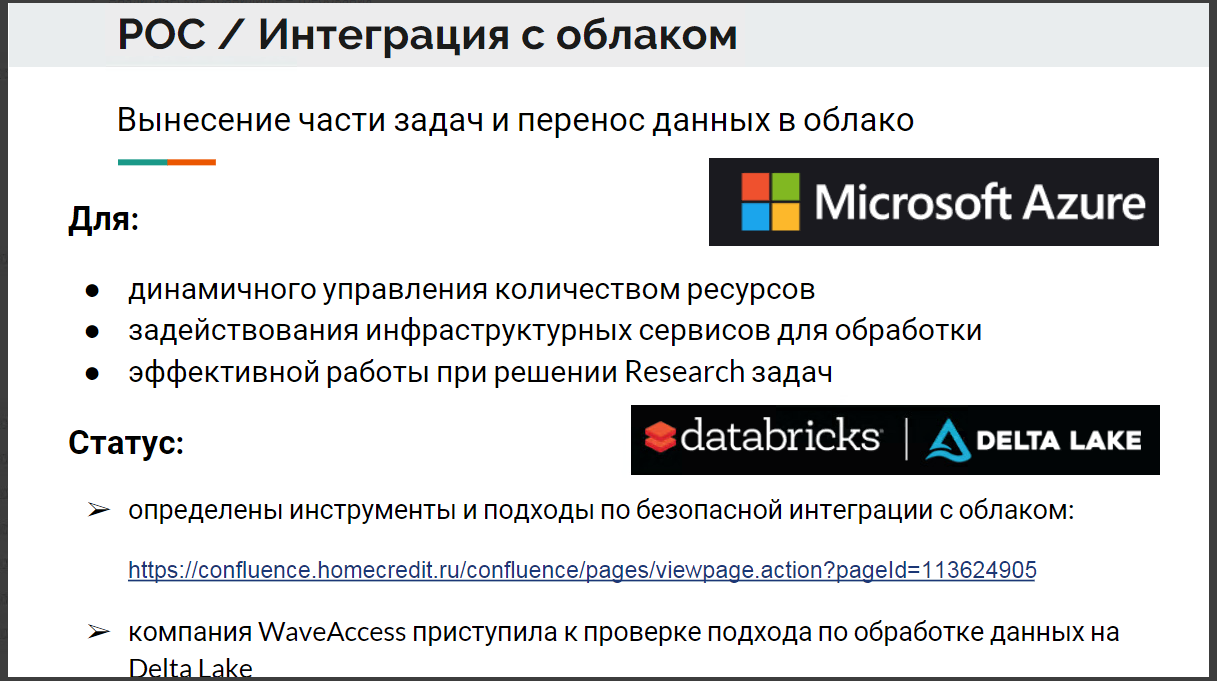 POC / Интеграция с облаком
Вынесение части задач и перенос данных в облако
Microsoft Azure
Для:
● динамичного управления количеством ресурсов
● задействования инфраструктурных сервисов для обработки
● эффективной работы при решении Research задач
databricks | DELTA LAKE
Статус:
➢ определены инструменты и подходы по безопасной интеграции с облаком:
https://confluence.homecredit.ru/confluence/pages/viewpage.action?pageId=113624905
➢ компания WaveAccess приступила к проверке подхода по обработке данных на
Delta Lake